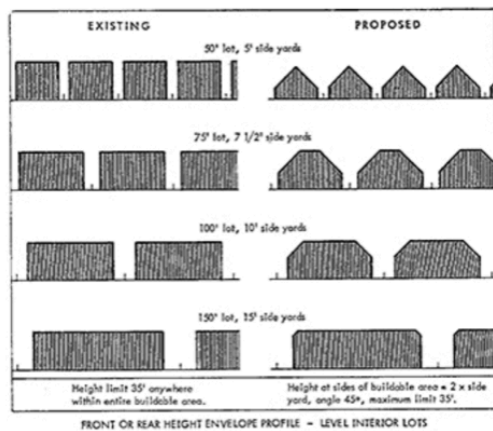 EXISTING
PROPOSED
50' lot, 5' side yards
75' lot, 7 1/2' side yards
100' lot, 10' side yards
150' lot, 15' side yards
Height limit 35' anywhere
within entire buildable area.
Height at sides of buildable area = 2 x side
yard, angle 45°, maximum limit 35'.
FRONT OR REAR HEIGHT ENVELOPE PROFILE - LEVEL INTERIOR LOTS